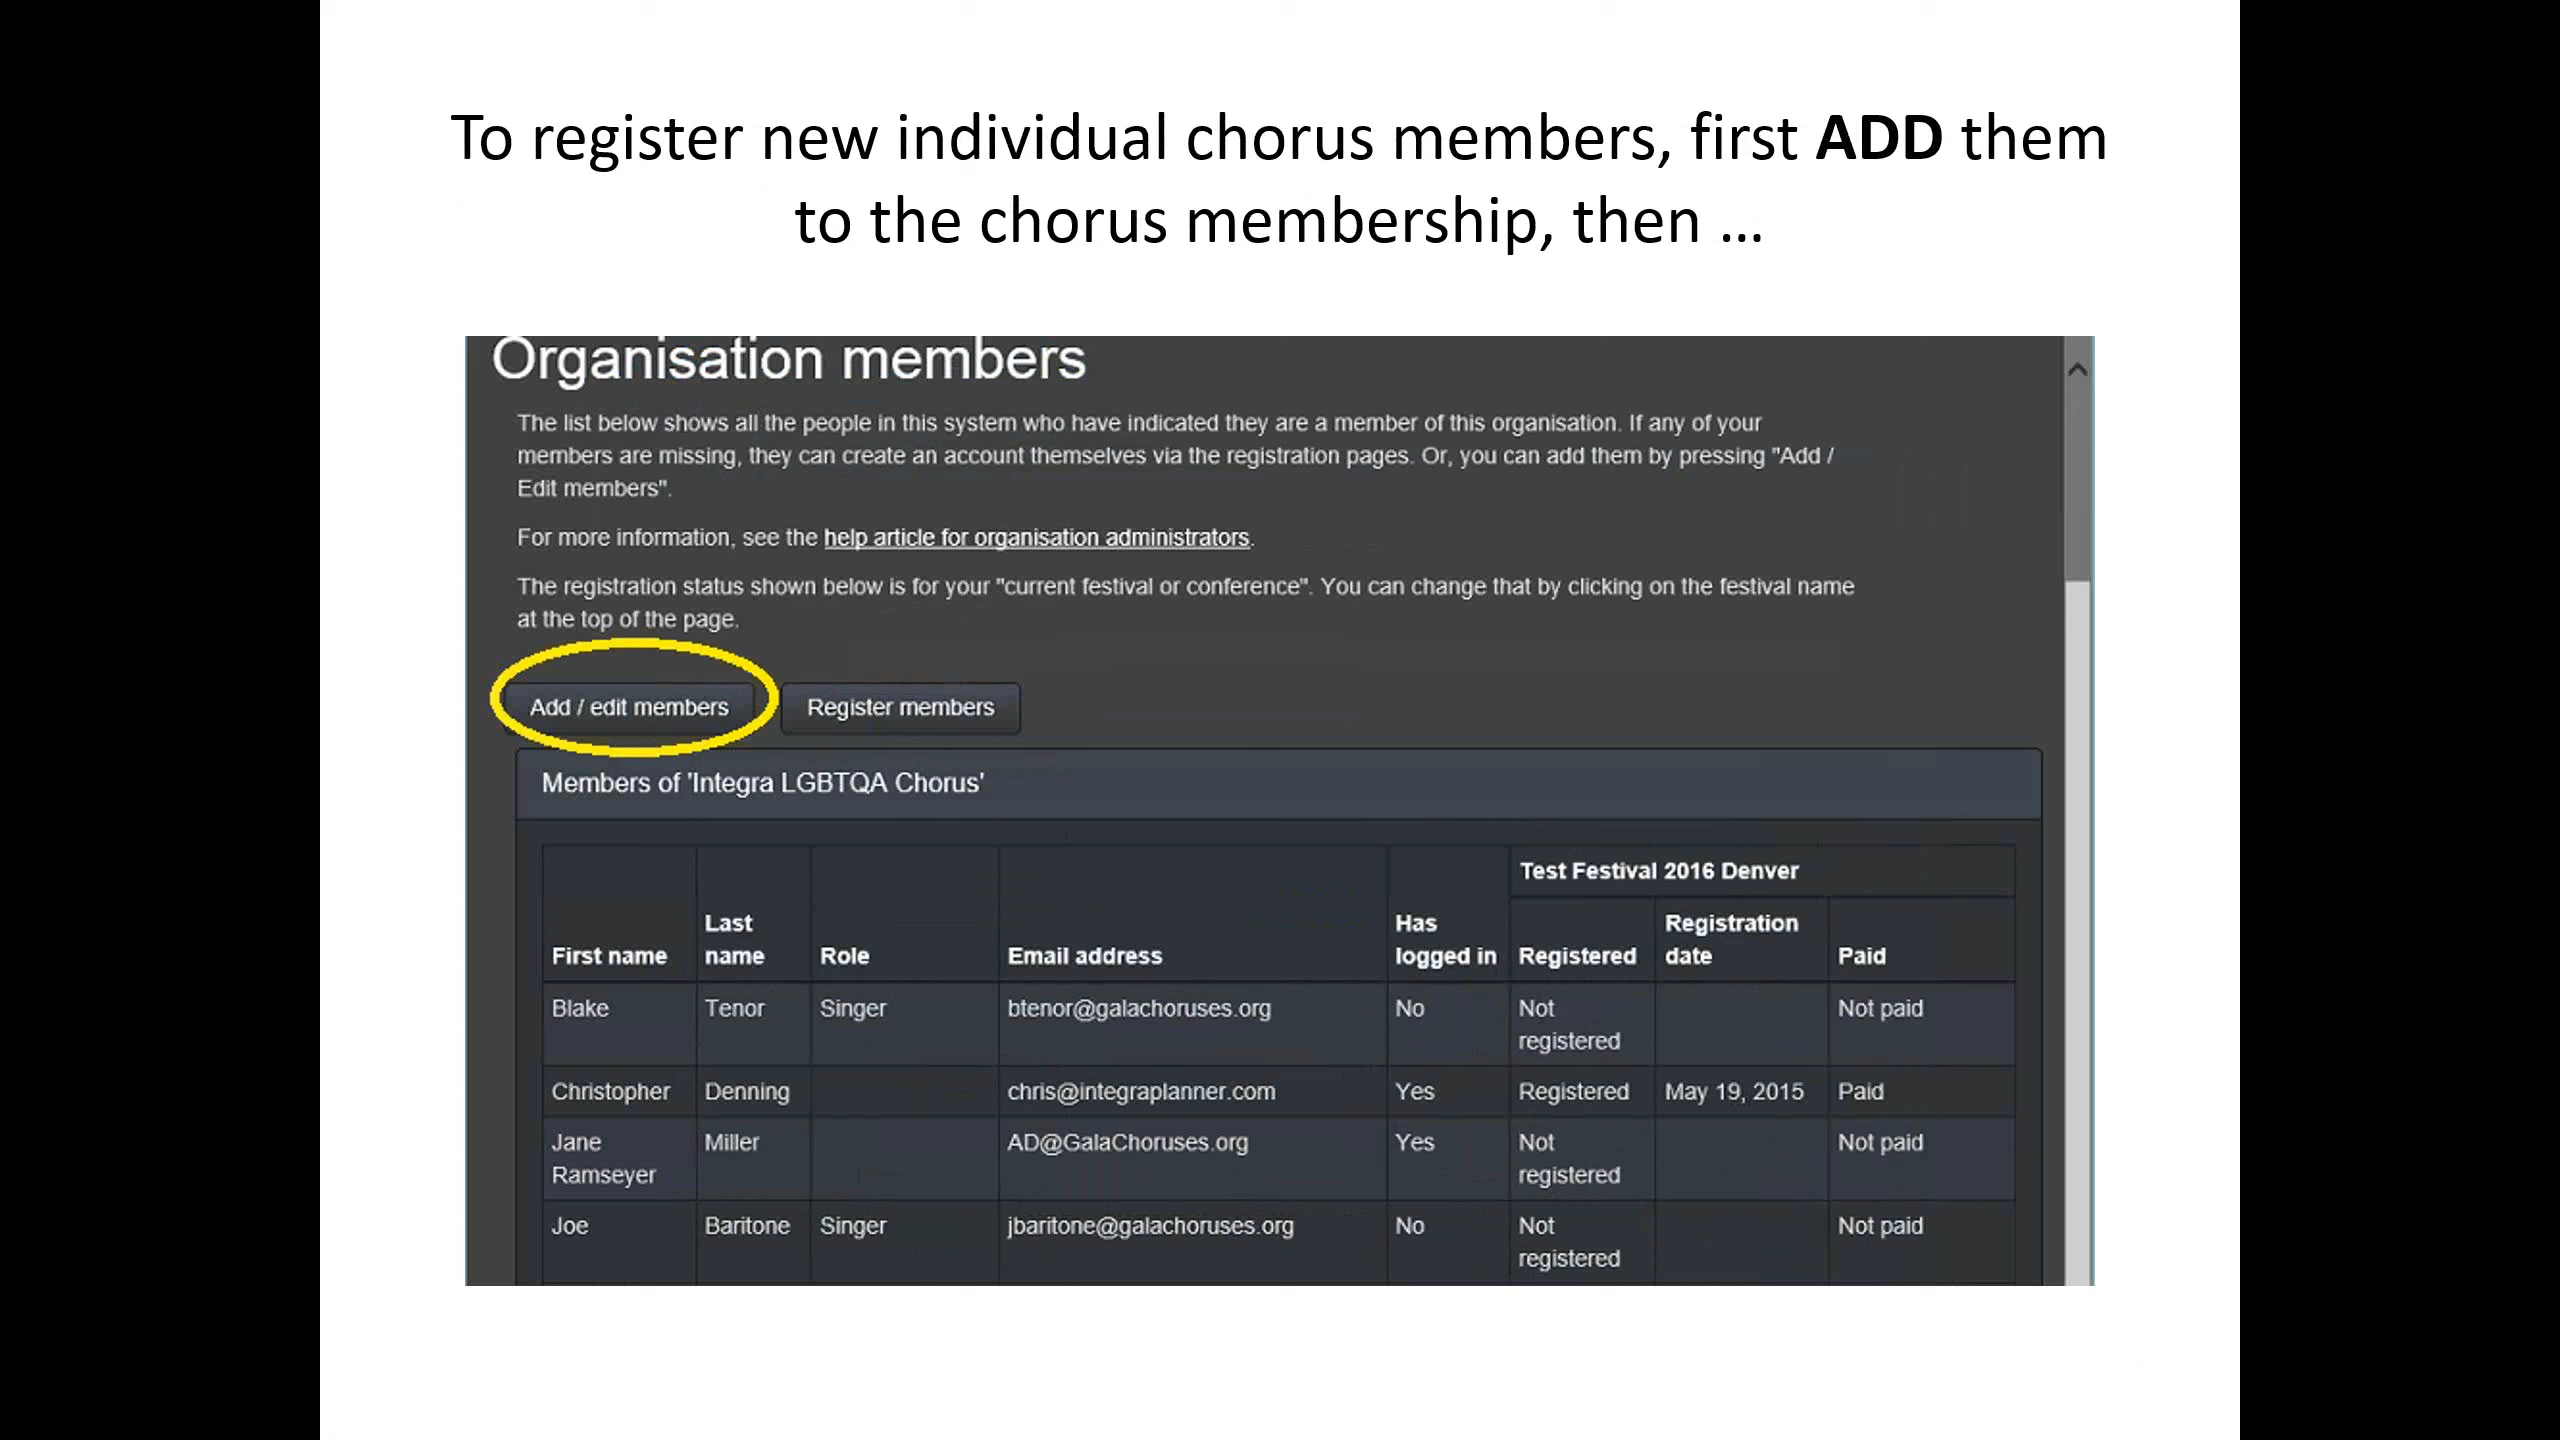 To register new individual chorus members, first ADD them
to the chorus membership, then ...
Organisation members
The list below shows all the people in this system who have indicated they are a member of this organisation. If any of your
members are missing, they can create an account themselves via the registration pages. Or, you can add them by pressing "Add /
Edit members".
For more information, see the help article for organisation administrators.
The registration status shown below is for your "current festival or conference". You can change that by clicking on the festival name
at the top of the page.
Add / edit members Register members
Members of 'Integra LGBTQA Chorus'
Test Festival 2016 Denver
Last Has Registration
First name name Role Email address logged in Registered date Paid
Blake Tenor Singer btenor@galachoruses.org No Not Not paid
registered
Christopher Denning chris@integraplanner.com Yes Registered May 19, 2015 Paid
Jane Miller AD@GalaChoruses.org Yes Not Not paid
Ramseyer registered
Joe Baritone Singer jbaritone@galachoruses.org No Not Not paid
registered